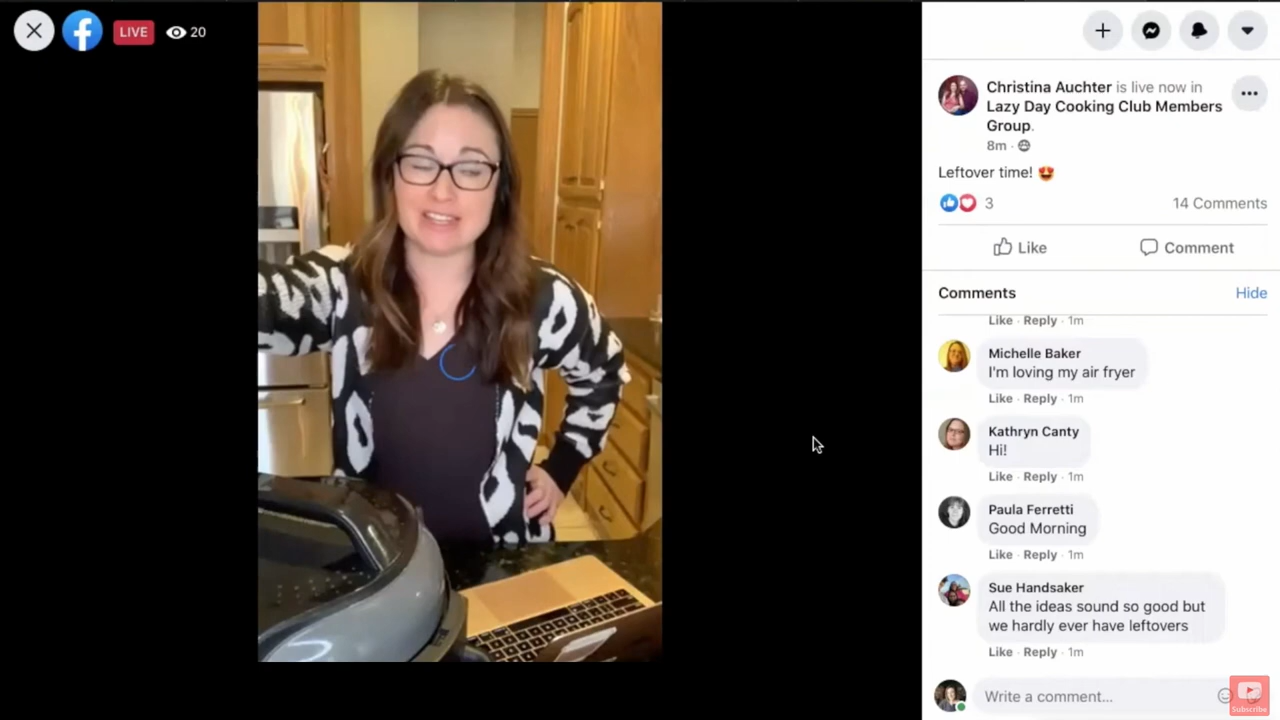 LIVE
20
Christina Auchter is live now in
Lazy Day Cooking Club Members
Group.
8m ·
Leftover time! 😍
3
14 Comments
Like
Comment
Comments
Hide
Like · Reply · 1m
Michelle Baker
I'm loving my air fryer
Like · Reply · 1m
Kathryn Canty
Hi!
Like · Reply · 1m
Paula Ferretti
Good Morning
Like · Reply · 1m
Sue Handsaker
All the ideas sound so good but
we hardly ever have leftovers
Like · Reply · 1m
Write a comment...
Subscribe